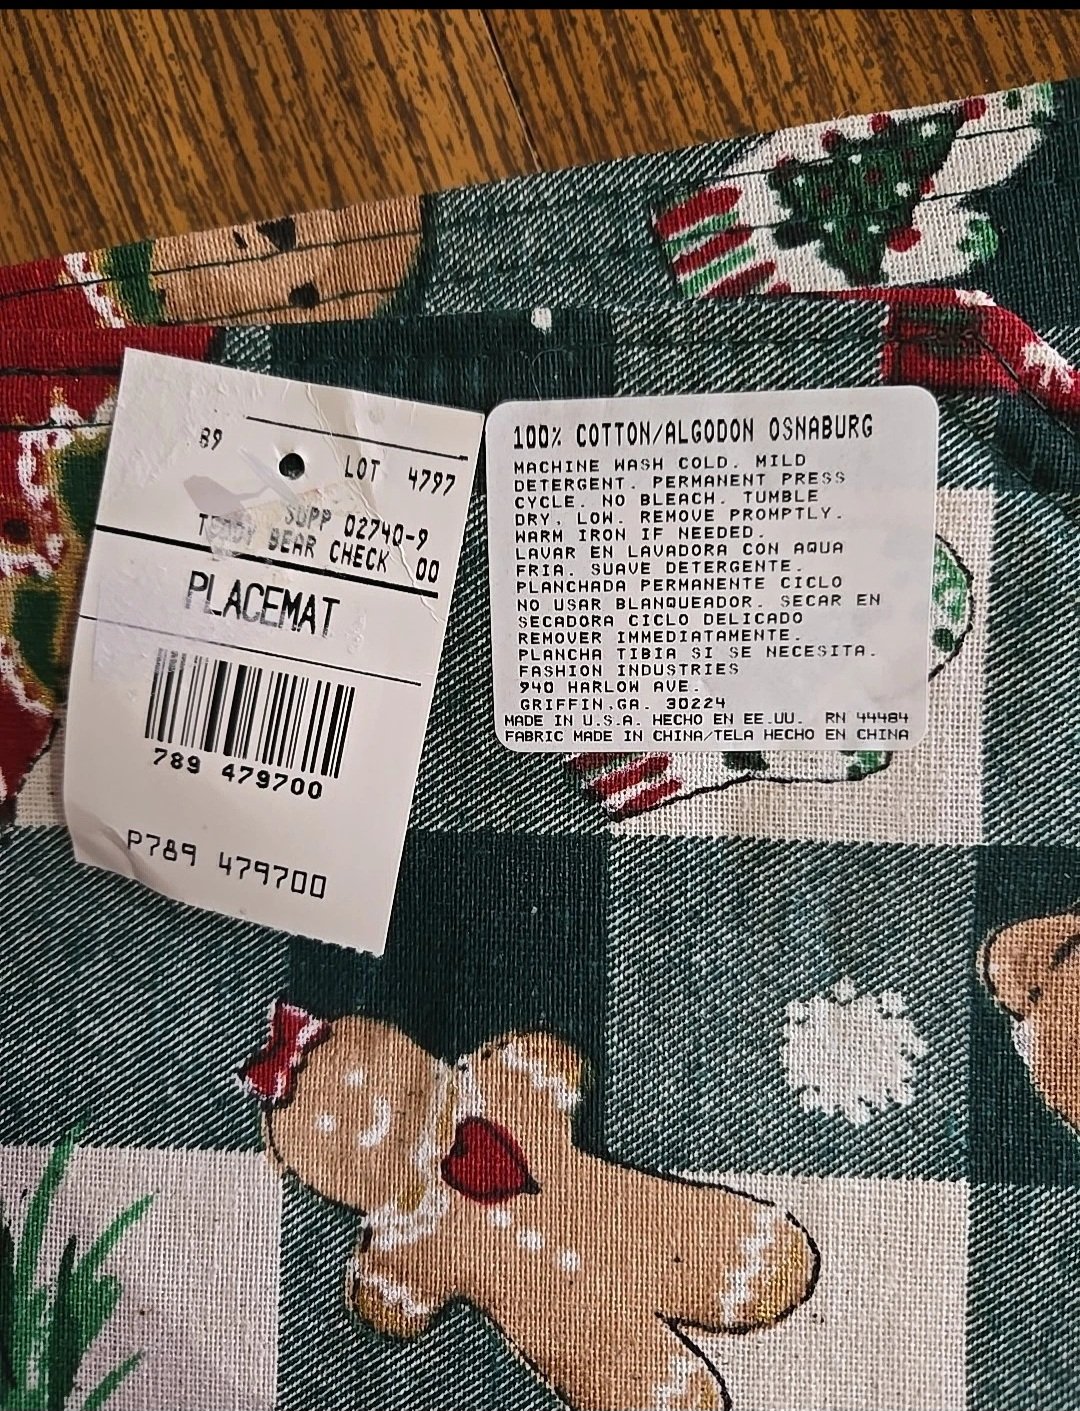 89
LOT 4797
SUPP 02740-9
TEDDY BEAR CHECK 00
PLACEMAT
789 479700
P789 479700
100% COTTON/ALGODON OSNABURG
MACHINE WASH COLD. MILD
DETERGENT. PERMANENT PRESS
CYCLE. NO BLEACH. TUMBLE
DRY. LOW. REMOVE PROMPTLY.
WARM IRON IF NEEDED.
LAVAR EN LAVADORA CON AQUA
FRIA. SUAVE DETERGENTE.
PLANCHADA PERMANENTE CICLO
NO USAR BLANQUEADOR. SECAR EN
SECADORA CICLO DELICADO
REMOVER IMMEDIATAMENTE.
PLANCHA TIBIA SI SE NECESITA.
FASHION INDUSTRIES
940 HARLOW AVE.
GRIFFIN,GA. 30224
MADE IN U.S.A. HECHO EN EE.UU. RN 44484
FABRIC MADE IN CHINA/TELA HECHO EN CHINA